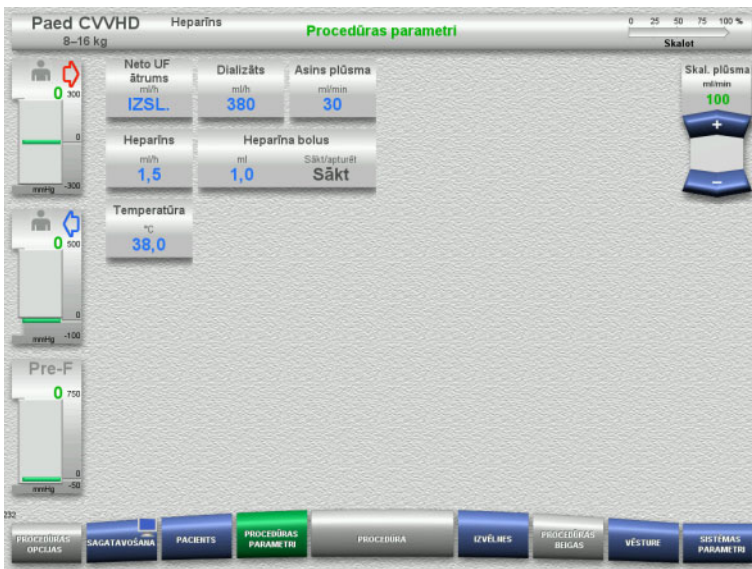 Paed CVVHD Heparīns
8–16 kg
Procedūras parametri
0 25 50 75 100 %
Skalot
0 300
0
mmHg -300
Neto UF
ātrums
ml/h
IZSL.
Dializāts
ml/h
380
Asins plūsma
ml/min
30
Skal. plūsma
ml/min
100
+
–
Heparīns
ml/h
1,5
Heparīna bolus
ml Sākt/apturēt
1,0 Sākt
Temperatūra
°C
38,0
0 500
0
mmHg -100
Pre-F
0 750
0
mmHg -50
232
PROCEDŪRAS
OPCIJAS
SAGATAVOŠANA
PACIENTS
PROCEDŪRAS
PARAMETRI
PROCEDŪRA
IZVĒLNES
PROCEDŪRAS
BEIGAS
VĒSTURE
SISTĒMAS
PARAMETRI